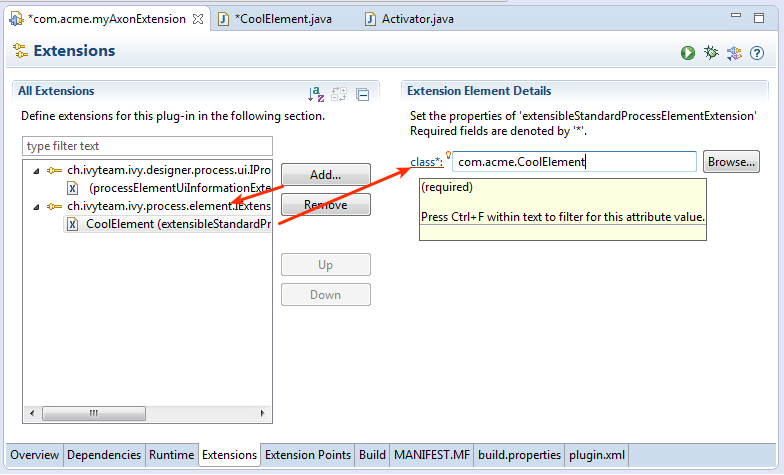 *com.acme.myAxonExtension
*CoolElement.java
Activator.java
Extensions
All Extensions
Define extensions for this plug-in in the following section.
type filter text
ch.ivyteam.ivy.designer.process.ui.IPro
(processElementUiInformationExte
ch.ivyteam.ivy.process.element.IExtens
CoolElement (extensibleStandardPr
Add...
Remove
Up
Down
Extension Element Details
Set the properties of 'extensibleStandardProcessElementExtension'
Required fields are denoted by '*'.
class*:
com.acme.CoolElement
Browse...
(required)
Press Ctrl+F within text to filter for this attribute value.
Overview
Dependencies
Runtime
Extensions
Extension Points
Build
MANIFEST.MF
build.properties
plugin.xml